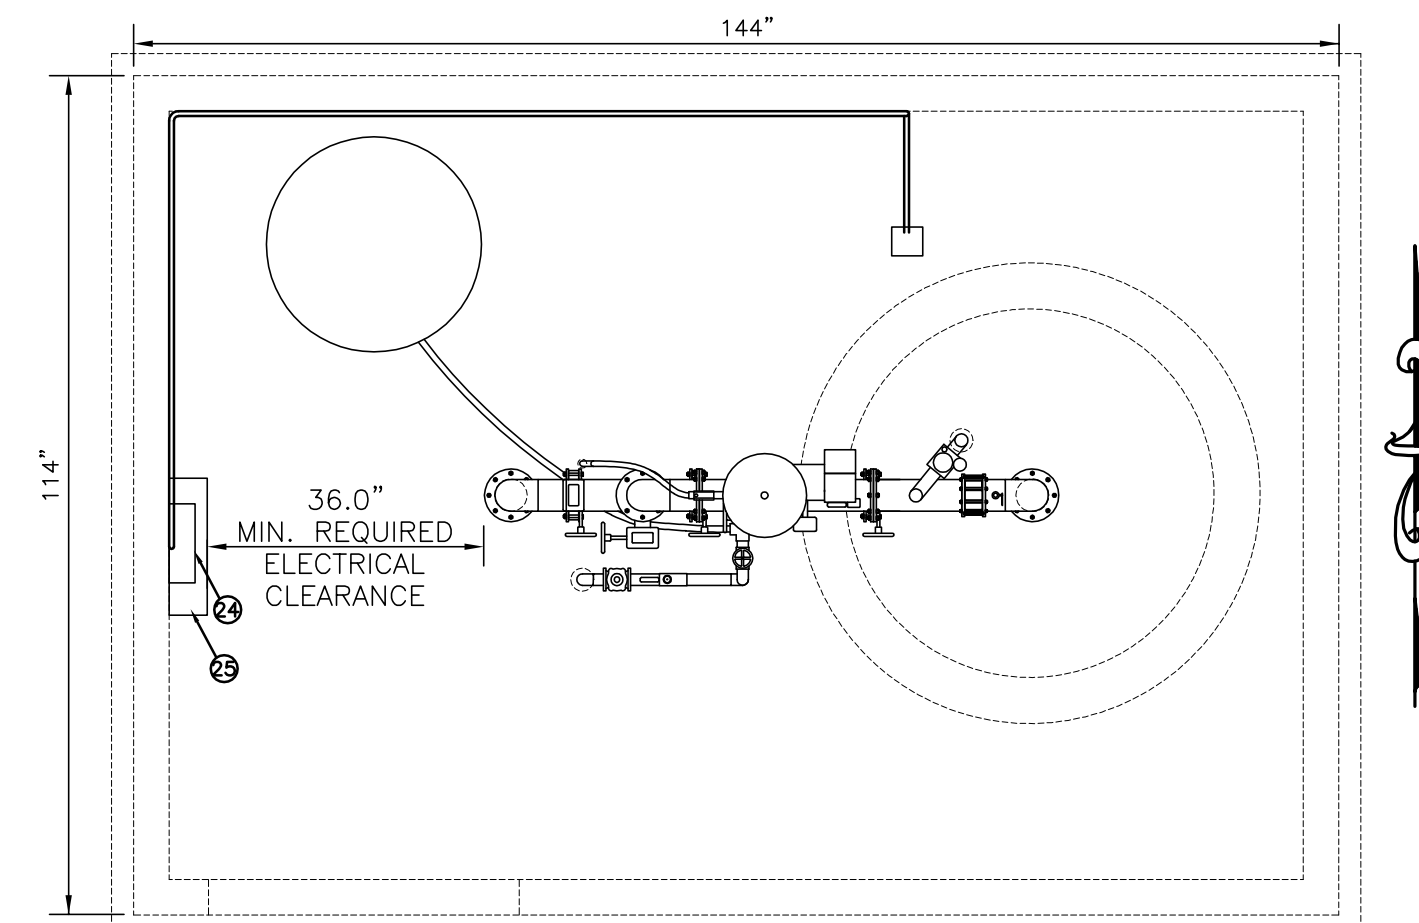 144”
114”
36.0”
MIN. REQUIRED
ELECTRICAL
CLEARANCE
24
25